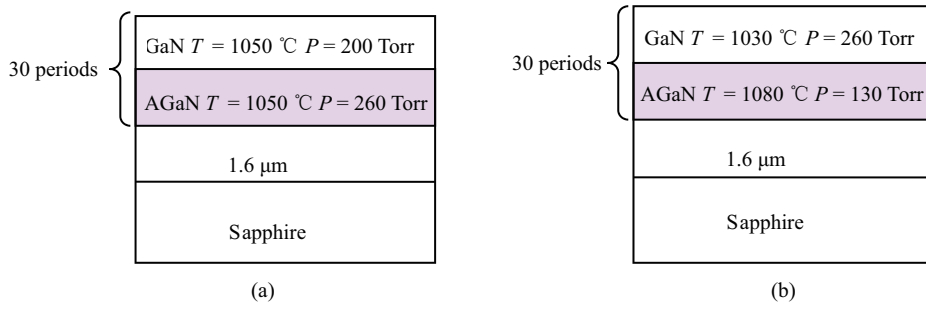 GaN T = 1050 ℃ P = 200 Torr
30 periods
AGaN T = 1050 ℃ P = 260 Torr
1.6 μm
Sapphire
(a)
GaN T = 1030 ℃ P = 260 Torr
30 periods
AGaN T = 1080 ℃ P = 130 Torr
1.6 μm
Sapphire
(b)